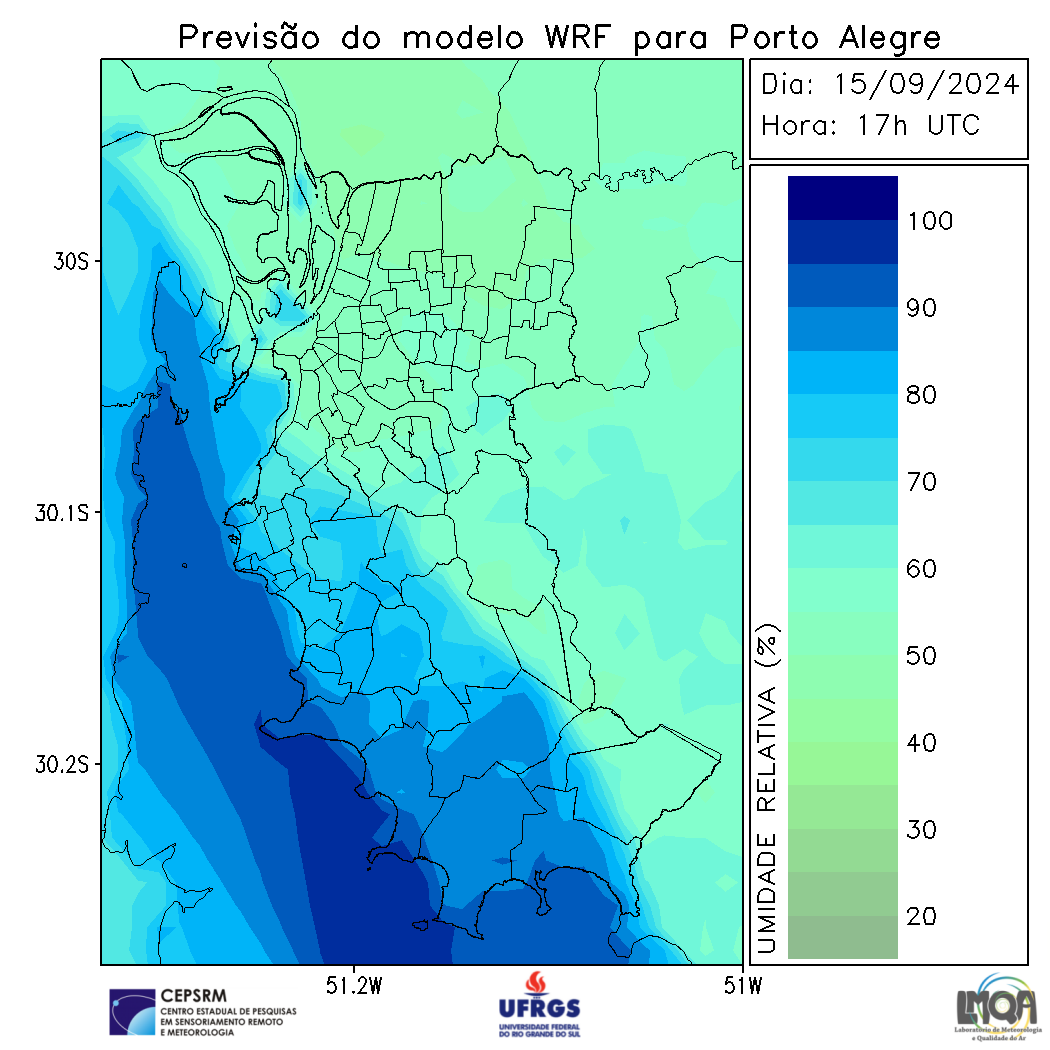 Previsão do modelo WRF para Porto Alegre
Dia: 15/09/2024
Hora: 17h UTC
30S
30.1S
30.2S
51.2W
51W
UMIDADE RELATIVA (%)
100
90
80
70
60
50
40
30
20
CEPSRM
CENTRO ESTADUAL DE PESQUISAS
EM SENSORIAMENTO REMOTO
E METEOROLOGIA
UFRGS
UNIVERSIDADE FEDERAL
DO RIO GRANDE DO SUL
LMQA
Laboratório de Meteorologia
e Qualidade do Ar